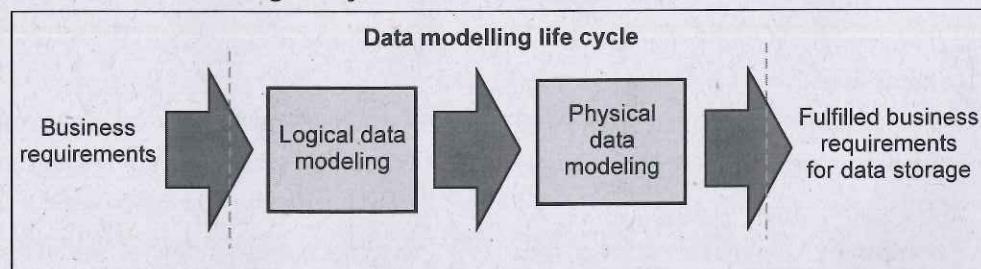 Data modelling life cycle
Business
requirements
Logical data
modeling
Physical
data
modeling
Fulfilled business
requirements
for data storage